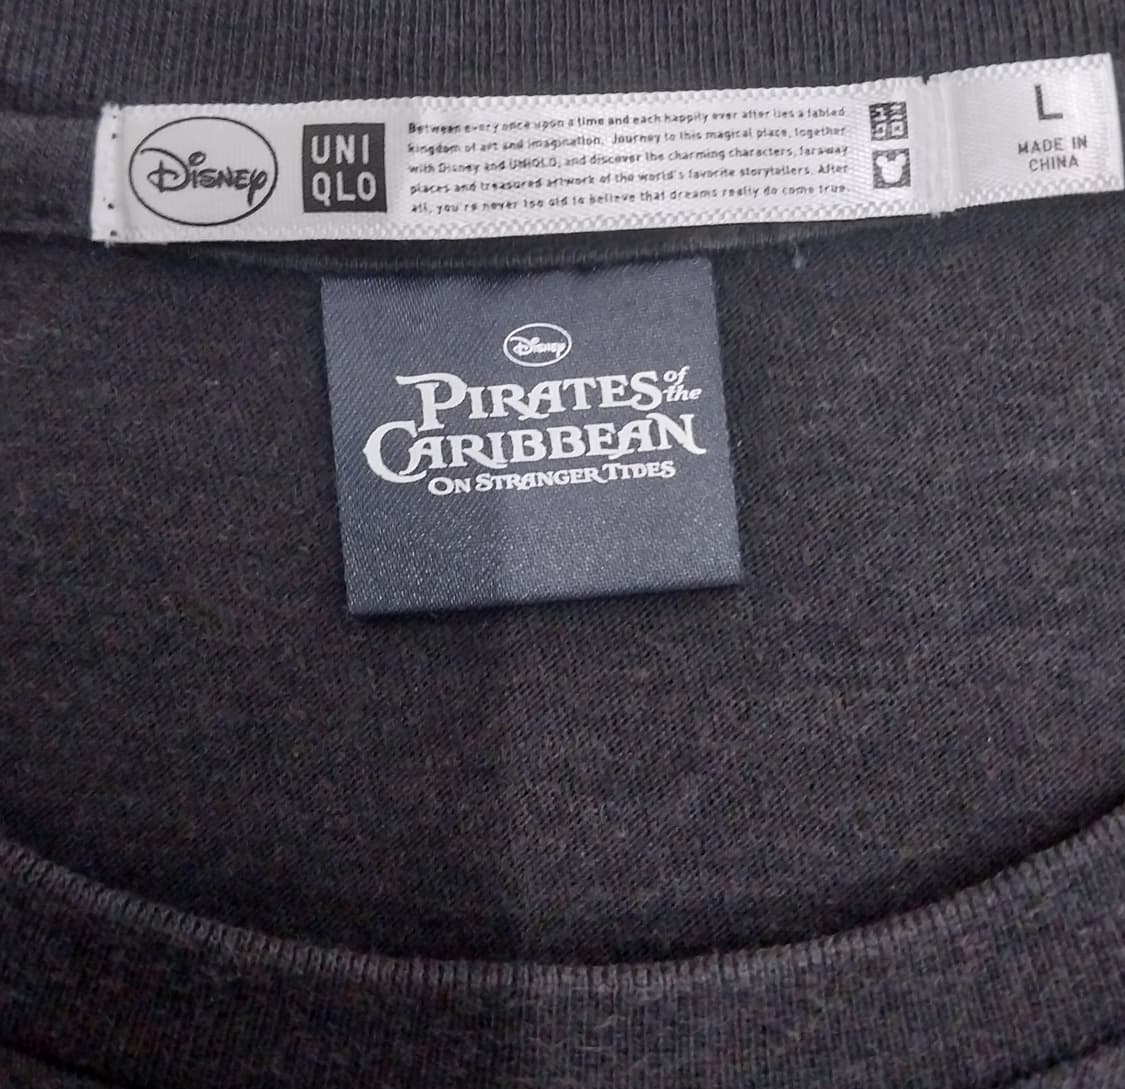 Disney
UNI
QLO
Between every once upon a time and each happily ever after lies a fabled
kingdom of art and imagination. Journey to this magical place, together
with Disney and UNIQLO, and discover the charming characters, faraway
places and treasured artwork of the world's favorite storytellers. After
all, you're never too old to believe that dreams really do come true.
L
MADE IN
CHINA
Disney
PIRATES of the
CARIBBEAN
ON STRANGER TIDES